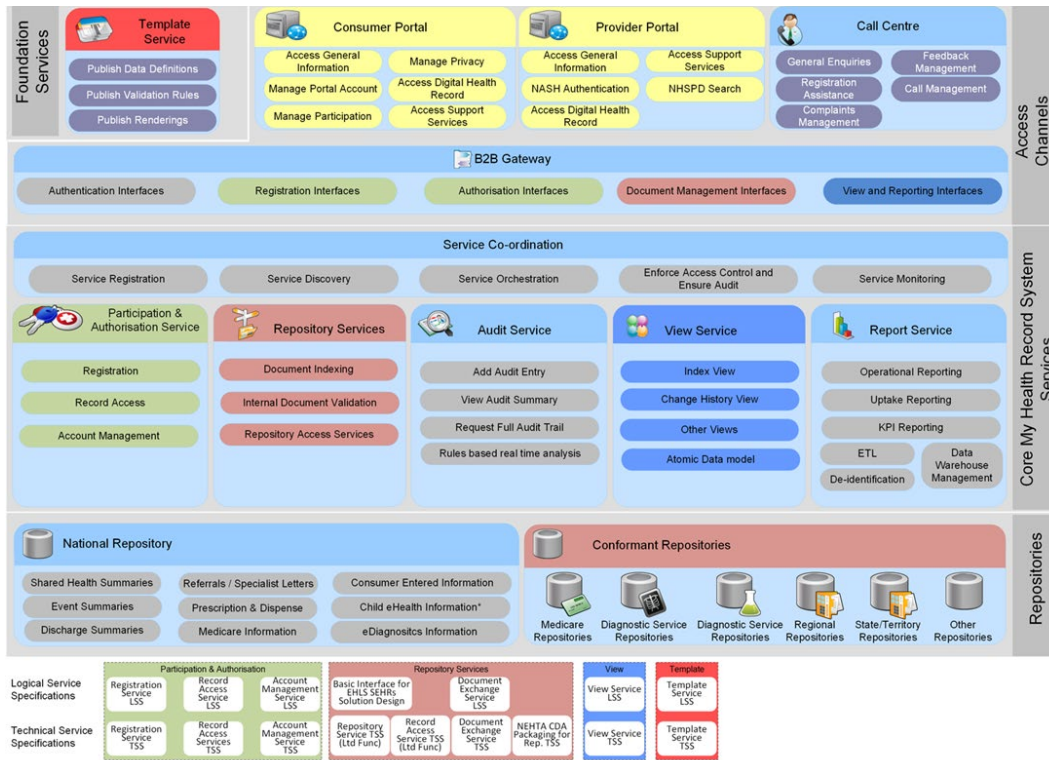 Foundation
Services
Template
Service
Publish Data Definitions
Publish Validation Rules
Publish Renderings
Consumer Portal
Access General
Information
Manage Privacy
Manage Portal Account
Access Digital Health
Record
Manage Participation
Access Support
Services
Provider Portal
Access General
Information
Access Support
Services
NASH Authentication
NHSPD Search
Access Digital Health
Record
Call Centre
General Enquiries
Feedback
Management
Registration
Assistance
Call Management
Complaints
Management
Access
Channels
B2B Gateway
Authentication Interfaces
Registration Interfaces
Authorisation Interfaces
Document Management Interfaces
View and Reporting Interfaces
Core My Health Record System
Services
Service Co-ordination
Service Registration
Service Discovery
Service Orchestration
Enforce Access Control and
Ensure Audit
Service Monitoring
Participation &
Authorisation Service
Registration
Record Access
Account Management
Repository Services
Document Indexing
Internal Document Validation
Repository Access Services
Audit Service
Add Audit Entry
View Audit Summary
Request Full Audit Trail
Rules based real time analysis
View Service
Index View
Change History View
Other Views
Atomic Data model
Report Service
Operational Reporting
Uptake Reporting
KPI Reporting
ETL
Data
Warehouse
Management
De-identification
Repositories
National Repository
Shared Health Summaries
Referrals / Specialist Letters
Consumer Entered Information
Event Summaries
Prescription & Dispense
Child eHealth Information*
Discharge Summaries
Medicare Information
eDiagnositcs Information
Conformant Repositories
Medicare
Repositories
Diagnostic Service
Repositories
Diagnostic Service
Repositories
Regional
Repositories
State/Territory
Repositories
Other
Repositories
Participation & Authorisation
Repository Services
View
Template
Logical Service
Specifications
Registration
Service
LSS
Record
Access
Service
LSS
Account
Management
Service
LSS
Basic Interface for
EHLS SEHRs
Solution Design
Document
Exchange
Service
LSS
View Service
LSS
Template
Service
LSS
Technical Service
Specifications
Registration
Service
TSS
Record
Access
Services
TSS
Account
Management
Service
TSS
Repository
Service TSS
(Ltd Func)
Record
Access
Service TSS
(Ltd Func)
Document
Exchange
Service
TSS
NEHTA CDA
Packaging for
Rep. TSS
View Service
TSS
Template
Service
TSS